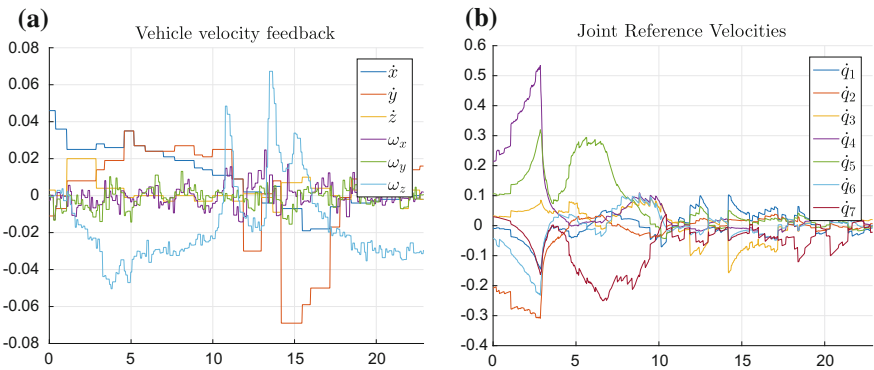 (a)
Vehicle velocity feedback
0.08
0.06
0.04
0.02
0
-0.02
-0.04
-0.06
-0.08
0 5 10 15 20
ẋ
ẏ
ż
ωx
ωy
ωz
(b)
Joint Reference Velocities
0.6
0.5
0.4
0.3
0.2
0.1
0
-0.1
-0.2
-0.3
-0.4
0 5 10 15 20
q̇1
q̇2
q̇3
q̇4
q̇5
q̇6
q̇7